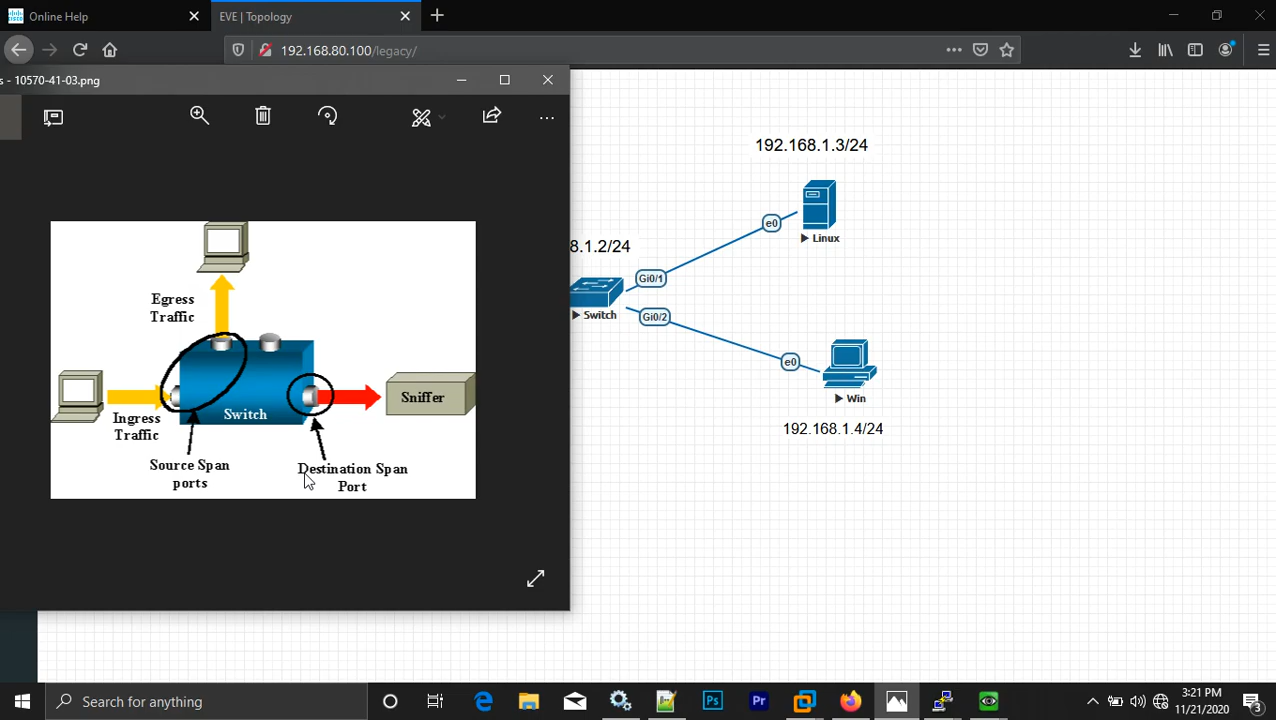 Online Help
EVE | Topology
192.168.80.100/legacy/
s - 10570-41-03.png
192.168.1.3/24
e0
Linux
8.1.2/24
Gi0/1
Switch
Gi0/2
e0
Win
192.168.1.4/24
Egress
Traffic
Ingress
Traffic
Switch
Sniffer
Source Span
ports
Destination Span
Port
Search for anything
Ps
Pr
3:21 PM
11/21/2020
3